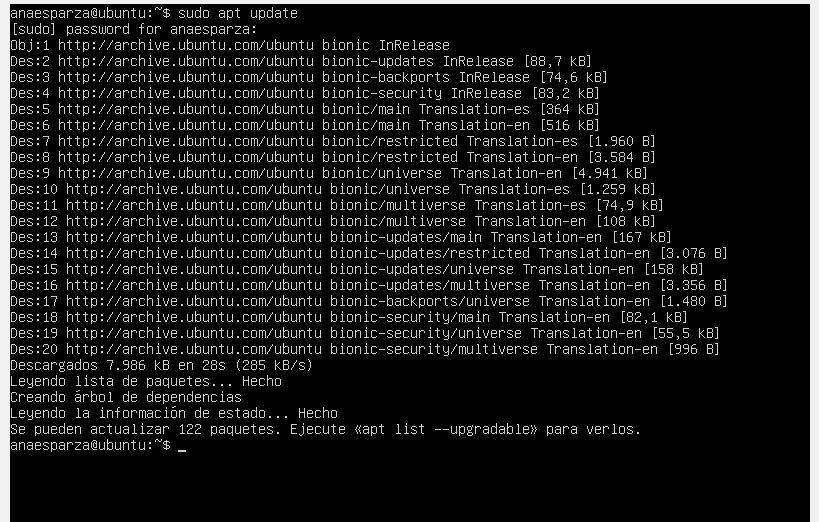 anaesparza@ubuntu:~$ sudo apt update
[sudo] password for anaesparza:
Obj:1 http://archive.ubuntu.com/ubuntu bionic InRelease
Des:2 http://archive.ubuntu.com/ubuntu bionic-updates InRelease [88,7 kB]
Des:3 http://archive.ubuntu.com/ubuntu bionic-backports InRelease [74,6 kB]
Des:4 http://archive.ubuntu.com/ubuntu bionic-security InRelease [83,2 kB]
Des:5 http://archive.ubuntu.com/ubuntu bionic/main Translation-es [364 kB]
Des:6 http://archive.ubuntu.com/ubuntu bionic/main Translation-en [516 kB]
Des:7 http://archive.ubuntu.com/ubuntu bionic/restricted Translation-es [1.960 B]
Des:8 http://archive.ubuntu.com/ubuntu bionic/restricted Translation-en [3.584 B]
Des:9 http://archive.ubuntu.com/ubuntu bionic/universe Translation-en [4.941 kB]
Des:10 http://archive.ubuntu.com/ubuntu bionic/universe Translation-es [1.259 kB]
Des:11 http://archive.ubuntu.com/ubuntu bionic/multiverse Translation-es [74,9 kB]
Des:12 http://archive.ubuntu.com/ubuntu bionic/multiverse Translation-en [108 kB]
Des:13 http://archive.ubuntu.com/ubuntu bionic-updates/main Translation-en [167 kB]
Des:14 http://archive.ubuntu.com/ubuntu bionic-updates/restricted Translation-en [3.076 B]
Des:15 http://archive.ubuntu.com/ubuntu bionic-updates/universe Translation-en [158 kB]
Des:16 http://archive.ubuntu.com/ubuntu bionic-updates/multiverse Translation-en [3.356 B]
Des:17 http://archive.ubuntu.com/ubuntu bionic-backports/universe Translation-en [1.480 B]
Des:18 http://archive.ubuntu.com/ubuntu bionic-security/main Translation-en [82,1 kB]
Des:19 http://archive.ubuntu.com/ubuntu bionic-security/universe Translation-en [55,5 kB]
Des:20 http://archive.ubuntu.com/ubuntu bionic-security/multiverse Translation-en [996 B]
Descargados 7.986 kB en 28s (285 kB/s)
Leyendo lista de paquetes... Hecho
Creando árbol de dependencias
Leyendo la información de estado... Hecho
Se pueden actualizar 122 paquetes. Ejecute «apt list --upgradable» para verlos.
anaesparza@ubuntu:~$ _